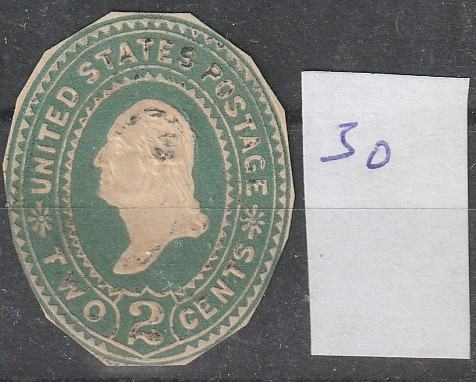 UNITED STATES POSTAGE
TWO 2 CENTS
30